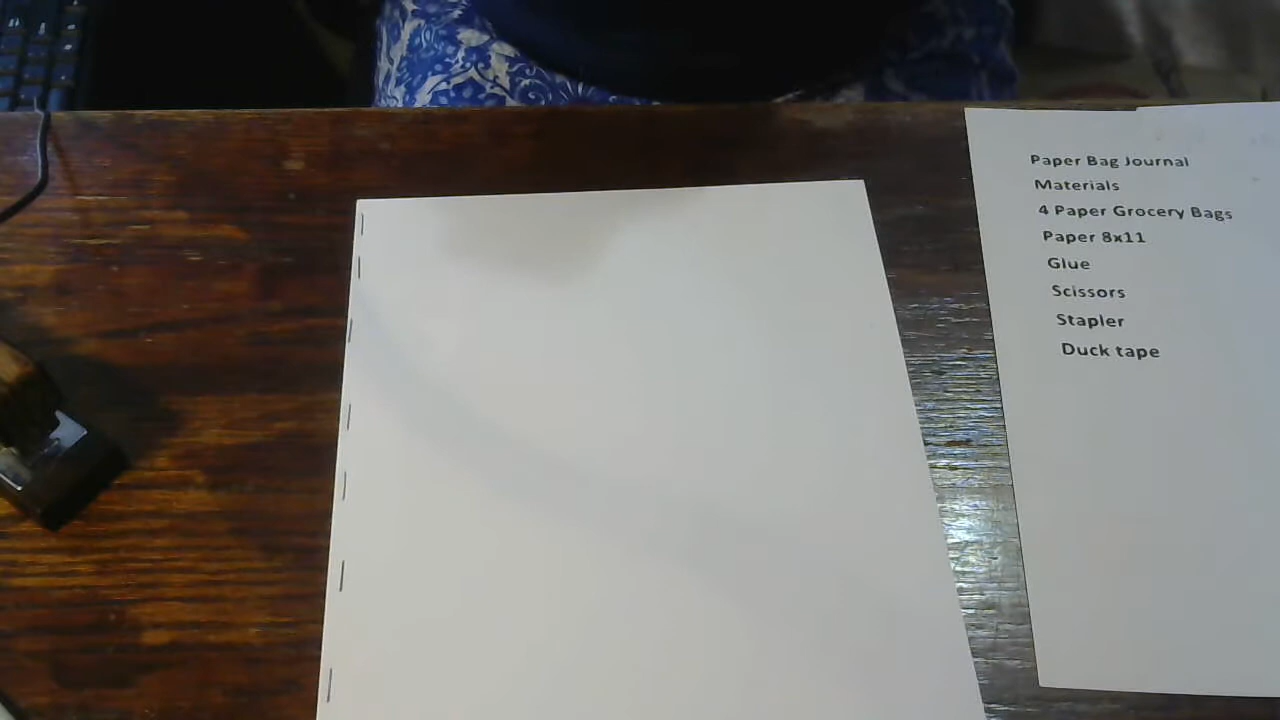 Paper Bag Journal
Materials
4 Paper Grocery Bags
Paper 8x11
Glue
Scissors
Stapler
Duck tape